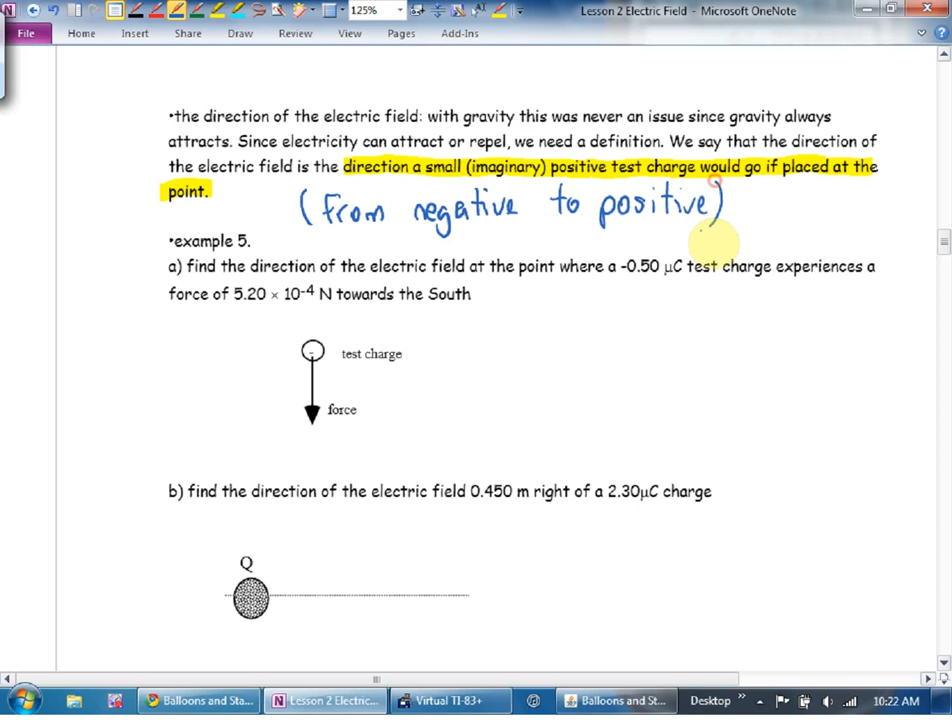 125%
Lesson 2 Electric Field - Microsoft OneNote
File Home Insert Share Draw Review View Pages Add-Ins
•the direction of the electric field: with gravity this was never an issue since gravity always
attracts. Since electricity can attract or repel, we need a definition. We say that the direction of
the electric field is the direction a small (imaginary) positive test charge would go if placed at the
point.
(from negative to positive)
•example 5.
a) find the direction of the electric field at the point where a -0.50 μC test charge experiences a
force of 5.20 × 10⁻⁴ N towards the South
-
test charge
force
b) find the direction of the electric field 0.450 m right of a 2.30μC charge
Q
Balloons and Sta... Lesson 2 Electric... Virtual TI-83+ Balloons and St... Desktop » 10:22 AM